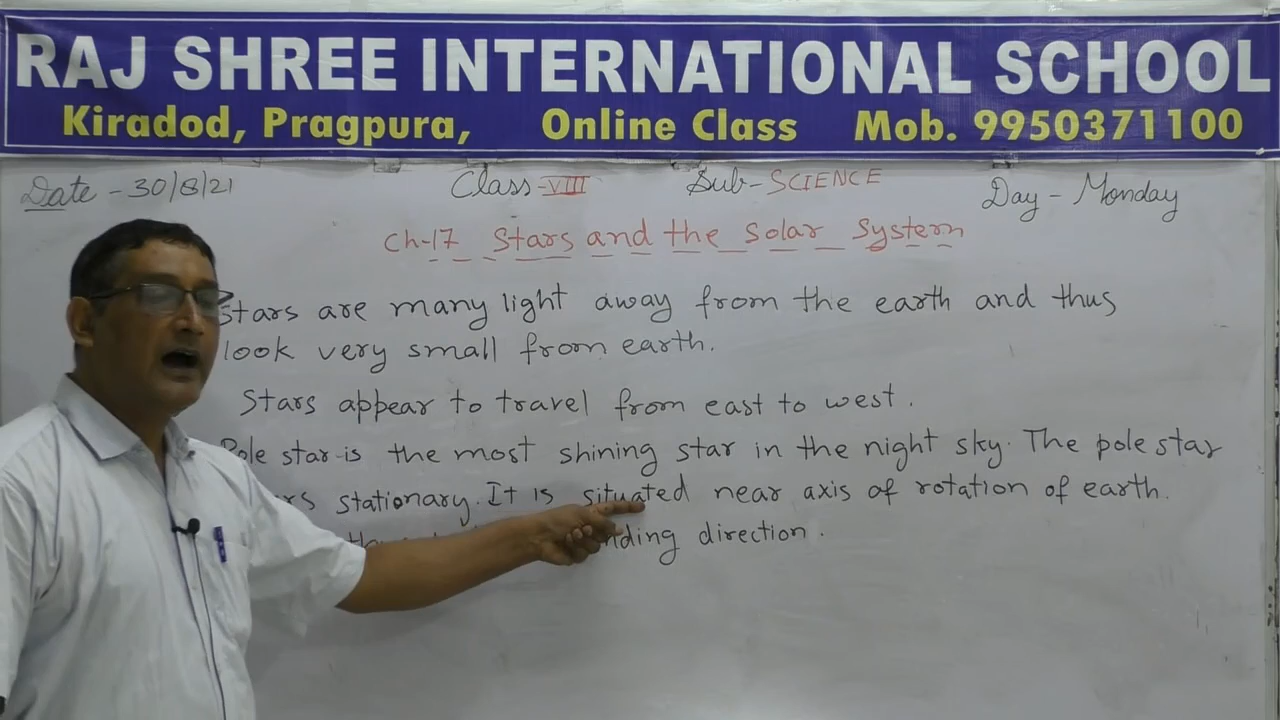 RAJ SHREE INTERNATIONAL SCHOOL
Kiradod, Pragpura, Online Class Mob. 9950371100
Date - 30/8/21 Class-VIII Sub-SCIENCE Day - Monday
Ch-17 Stars and the Solar System
Stars are many light away from the earth and thus
look very small from earth.
Stars appear to travel from east to west.
Pole star is the most shining star in the night sky. The pole star
stationary. It is situated near axis of rotation of earth.
direction.